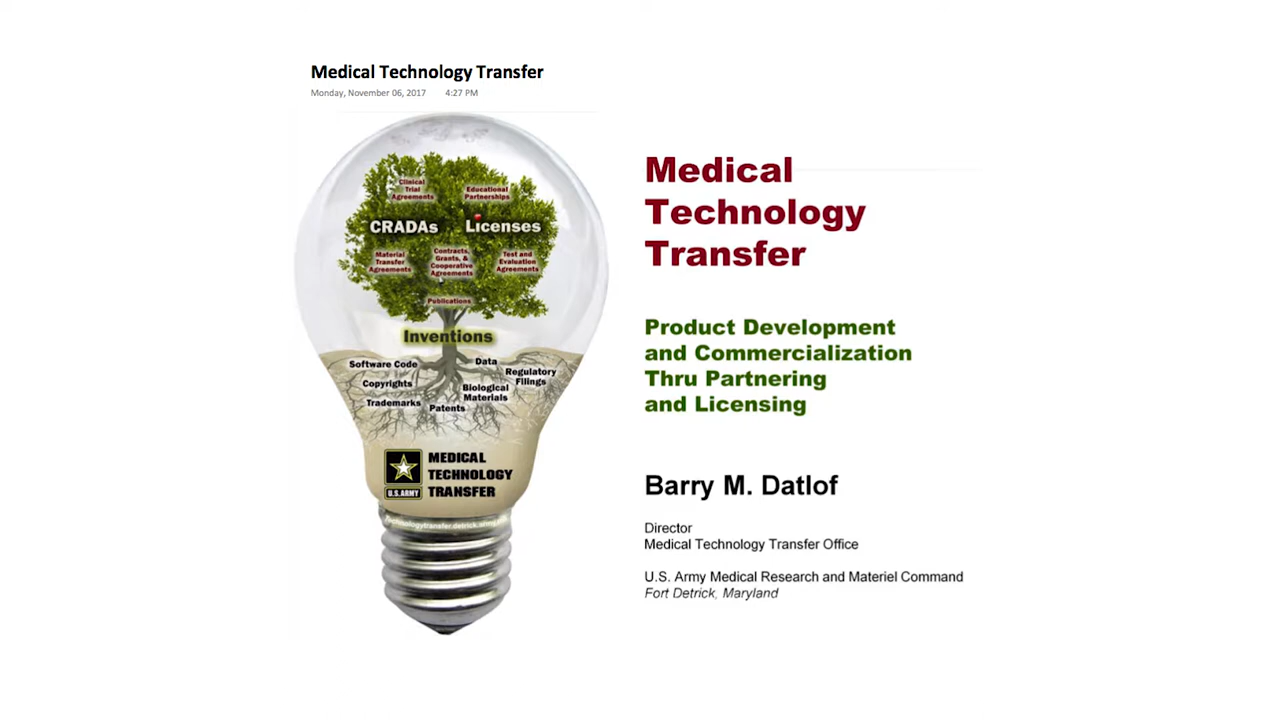 Medical Technology Transfer
Monday, November 06, 2017 4:27 PM
Clinical
Trial
Agreements
Educational
Partnerships
CRADAs
Licenses
Material
Transfer
Agreements
Contracts,
Grants, &
Cooperative
Agreements
Test and
Evaluation
Agreements
Publications
Inventions
Software Code
Data
Copyrights
Regulatory
Filings
Trademarks
Biological
Materials
Patents
U.S. ARMY
MEDICAL
TECHNOLOGY
TRANSFER
Medical
Technology
Transfer
Product Development
and Commercialization
Thru Partnering
and Licensing
Barry M. Datlof
Director
Medical Technology Transfer Office
U.S. Army Medical Research and Materiel Command
Fort Detrick, Maryland